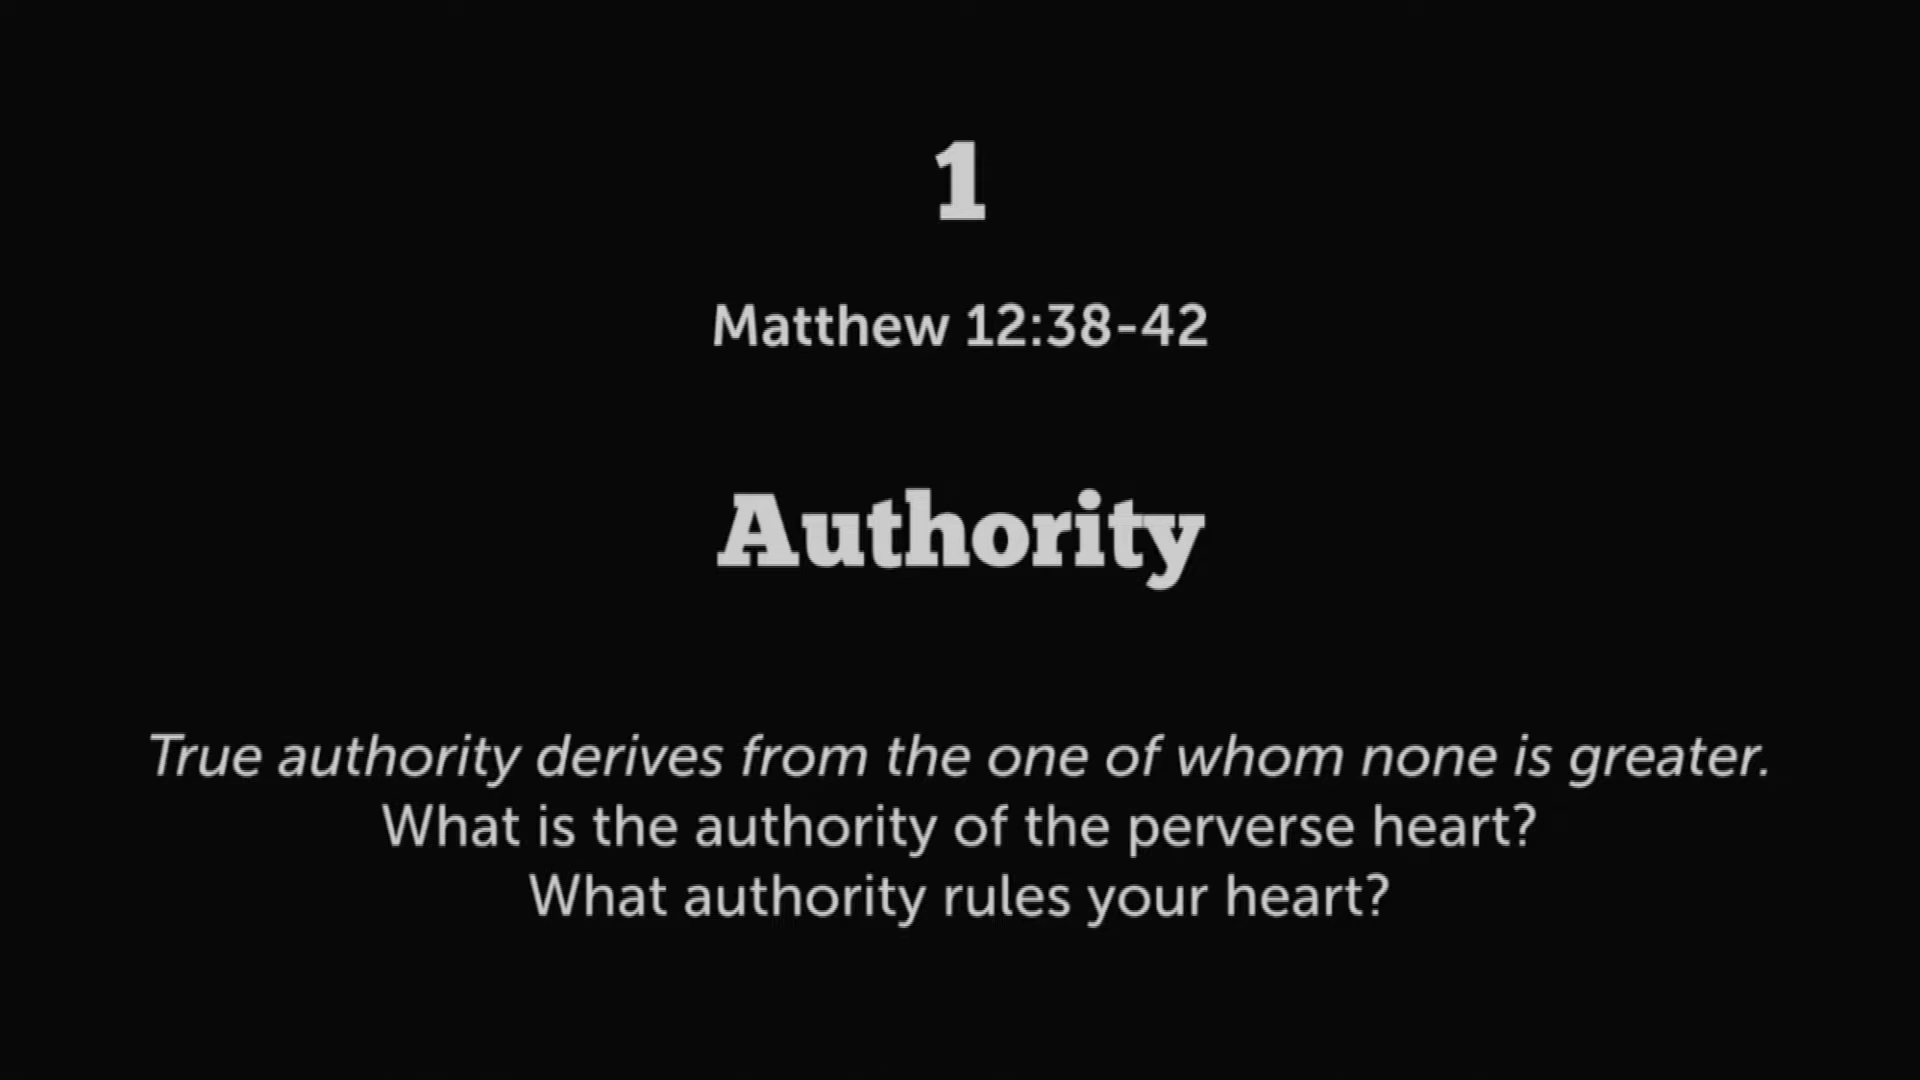 1
Matthew 12:38-42
Authority
True authority derives from the one of whom none is greater.
What is the authority of the perverse heart?
What authority rules your heart?